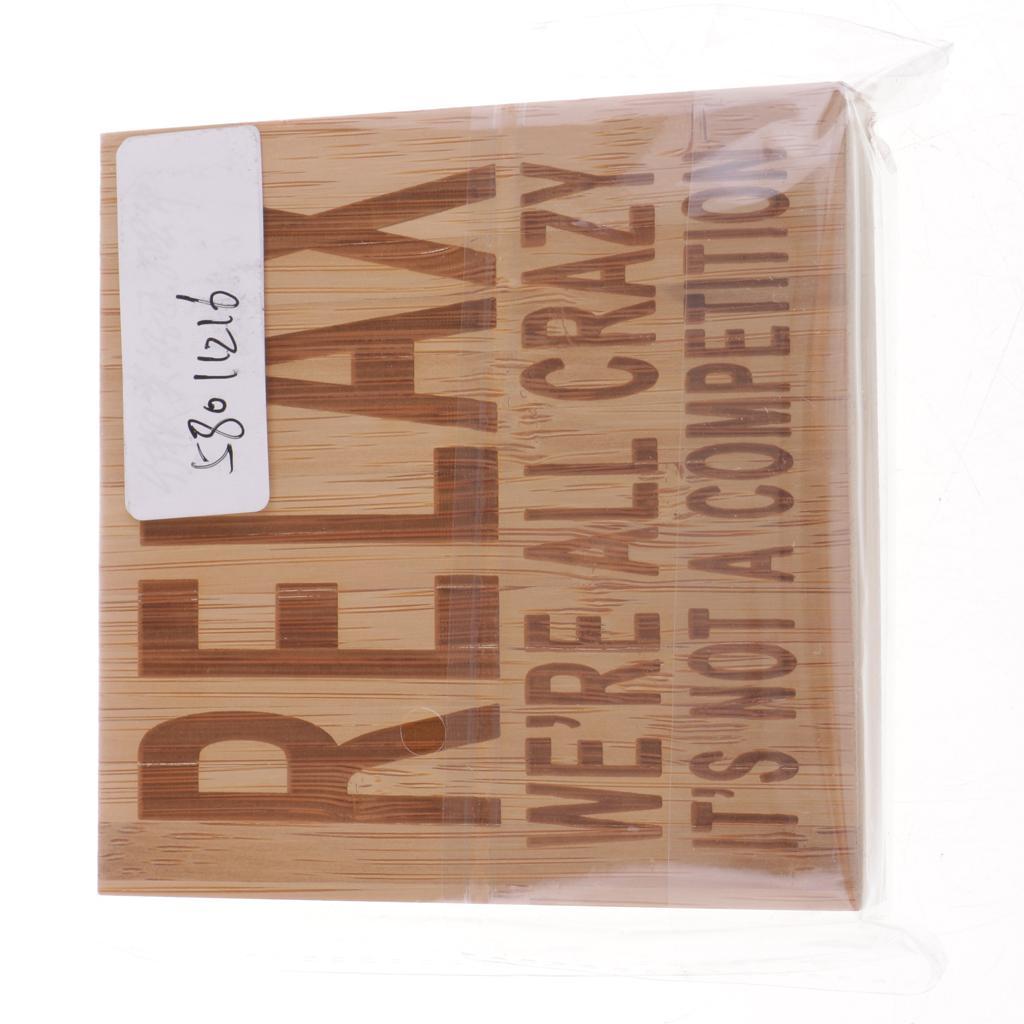 58011216
RELAX
WE'RE ALL CRAZY
IT'S NOT A COMPETITION